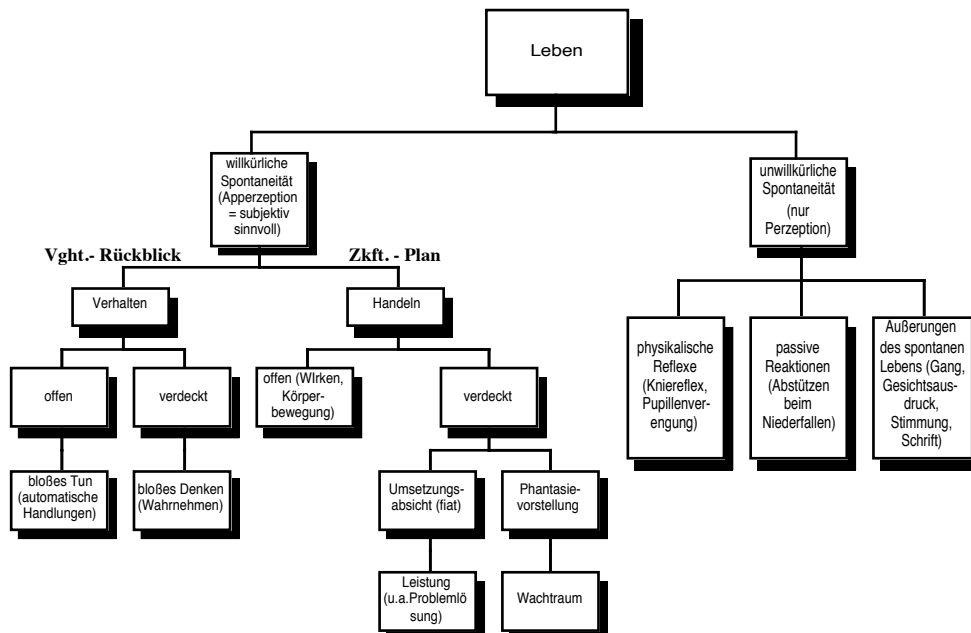 Leben
willkürliche
Spontaneität
(Apperzeption
= subjektiv
sinnvoll)
unwillkürliche
Spontaneität
(nur
Perzeption)
Vght.- Rückblick
Zkft. - Plan
Verhalten
Handeln
offen
verdeckt
offen (WIrken,
Körper-
bewegung)
verdeckt
physikalische
Reflexe
(Kniereflex,
Pupillenver-
engung)
passive
Reaktionen
(Abstützen
beim
Niederfallen)
Äußerungen
des spontanen
Lebens (Gang,
Gesichtsaus-
druck,
Stimmung,
Schrift)
bloßes Tun
(automatische
Handlungen)
bloßes Denken
(Wahrnehmen)
Umsetzungs-
absicht (fiat)
Phantasie-
vorstellung
Leistung
(u.a.Problemlö
sung)
Wachtraum